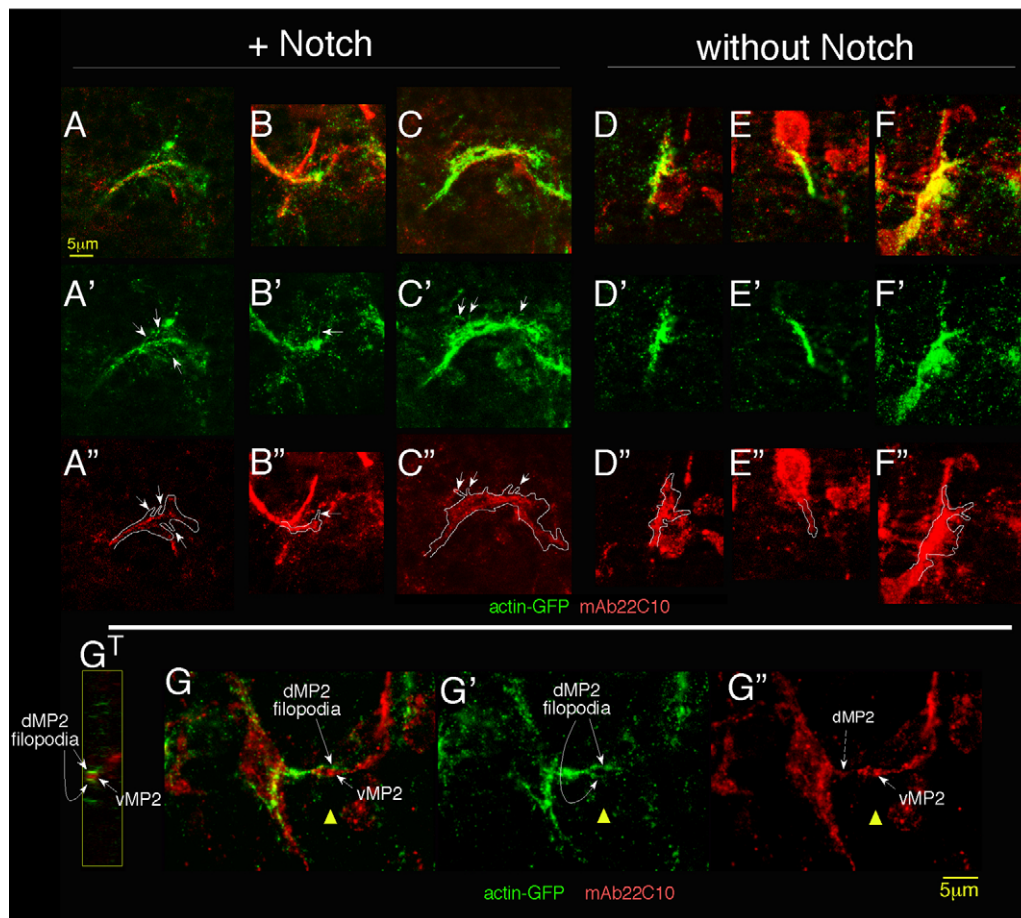 + Notch
without Notch
A
B
C
D
E
F
5μm
A'
B'
C'
D'
E'
F'
A"
B"
C"
D"
E"
F"
actin-GFP mAb22C10
G^T
G
G'
G"
dMP2
filopodia
dMP2
filopodia
dMP2
filopodia
dMP2
vMP2
vMP2
vMP2
actin-GFP mAb22C10
5μm